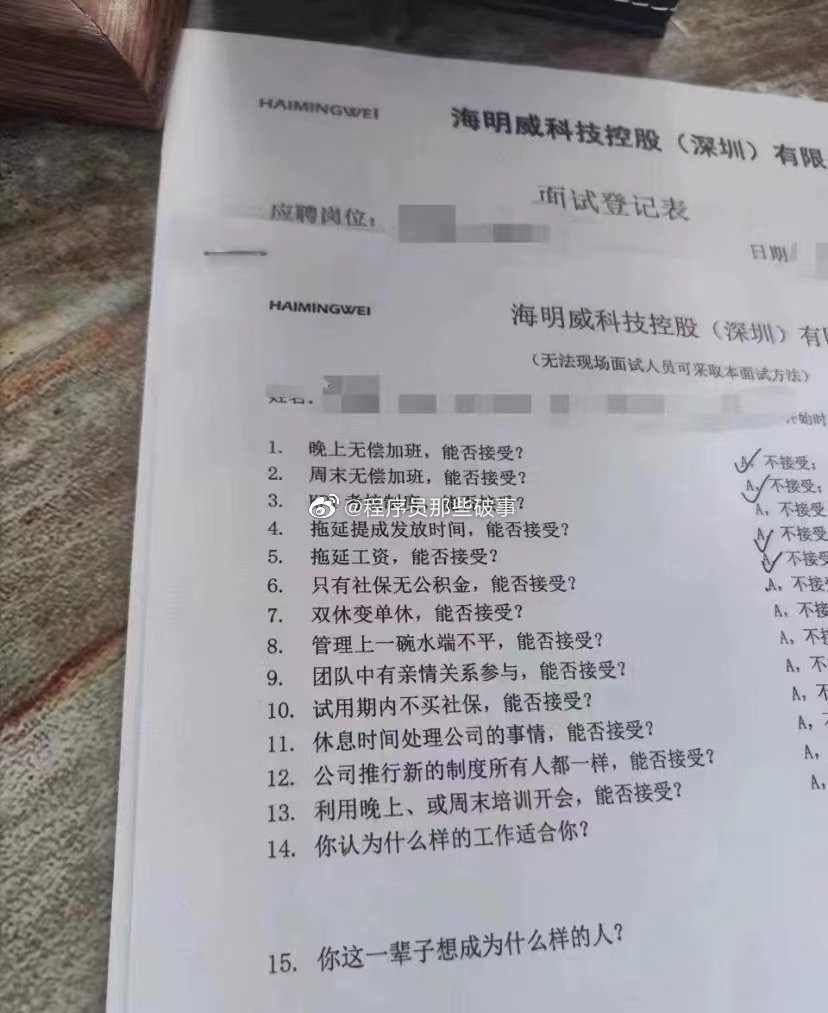 HAIMINGWEI
海明威科技控股（深圳）有限
面试登记表
应聘岗位：
日期
HAIMINGWEI
海明威科技控股（深圳）有
（无法现场面试人员可采取本面试方法）
姓名：
开始时
1. 晚上无偿加班，能否接受？ A，不接受；
2. 周末无偿加班，能否接受？ A，不接受；
3. 能否接受？ A，不接受
@程序员那些破事
4. 拖延提成发放时间，能否接受？ A，不接受
5. 拖延工资，能否接受？ A，不接受
6. 只有社保无公积金，能否接受？ A，不接
7. 双休变单休，能否接受？ A，不接
8. 管理上一碗水端不平，能否接受？ A，不接
9. 团队中有亲情关系参与，能否接受？ A，不
10. 试用期内不买社保，能否接受？ A，不
11. 休息时间处理公司的事情，能否接受？ A，
12. 公司推行新的制度所有人都一样，能否接受？ A，
13. 利用晚上、或周末培训开会，能否接受？ A，
14. 你认为什么样的工作适合你？
15. 你这一辈子想成为什么样的人？